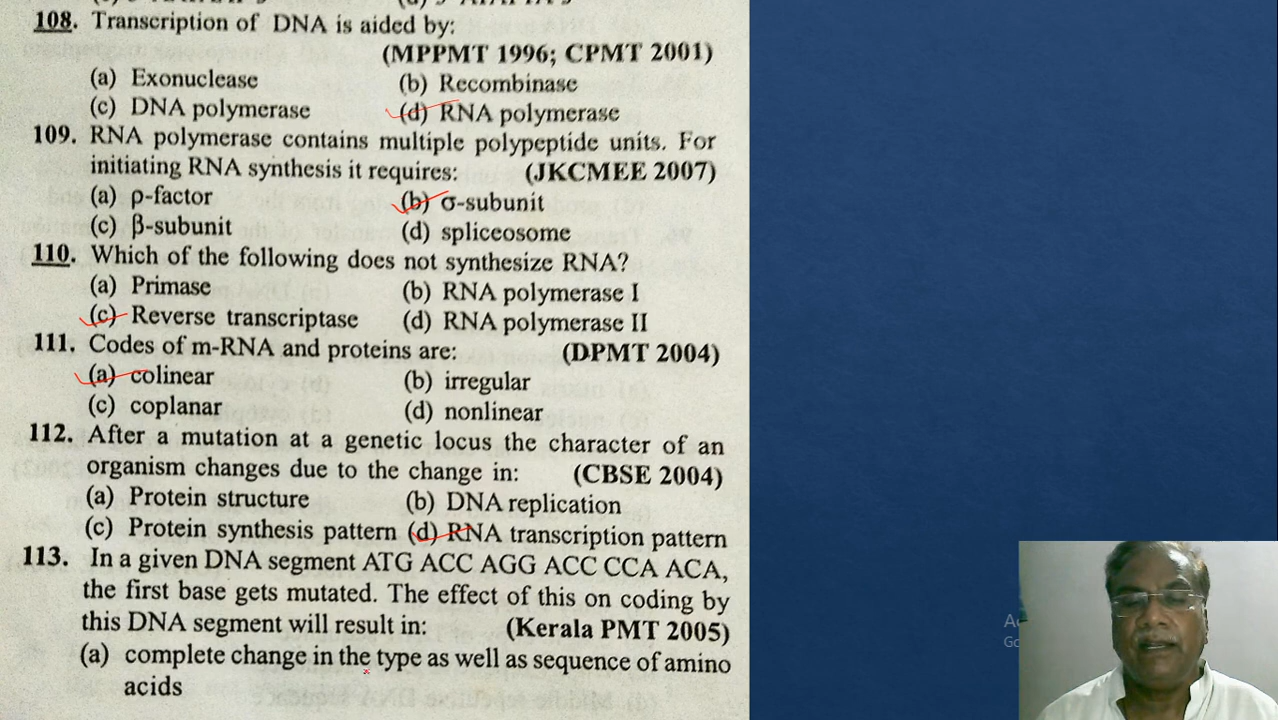 108. Transcription of DNA is aided by:
(MPPMT 1996; CPMT 2001)
(a) Exonuclease (b) Recombinase
(c) DNA polymerase (d) RNA polymerase
109. RNA polymerase contains multiple polypeptide units. For
initiating RNA synthesis it requires: (JKCMEE 2007)
(a) ρ-factor (b) σ-subunit
(c) β-subunit (d) spliceosome
110. Which of the following does not synthesize RNA?
(a) Primase (b) RNA polymerase I
(c) Reverse transcriptase (d) RNA polymerase II
111. Codes of m-RNA and proteins are: (DPMT 2004)
(a) colinear (b) irregular
(c) coplanar (d) nonlinear
112. After a mutation at a genetic locus the character of an
organism changes due to the change in: (CBSE 2004)
(a) Protein structure (b) DNA replication
(c) Protein synthesis pattern (d) RNA transcription pattern
113. In a given DNA segment ATG ACC AGG ACC CCA ACA,
the first base gets mutated. The effect of this on coding by
this DNA segment will result in: (Kerala PMT 2005)
(a) complete change in the type as well as sequence of amino
acids